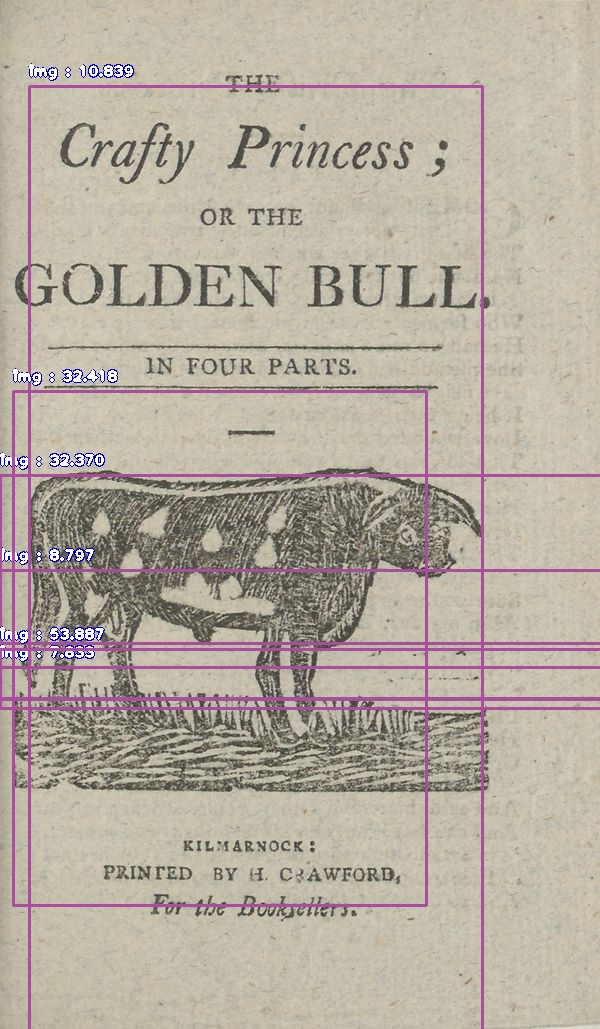 THE
Crafty Princess;
OR THE
GOLDEN BULL.
IN FOUR PARTS.
KILMARNOCK:
PRINTED BY H. CRAWFORD,
For the Booksellers.
img : 10.839
img : 32.418
img : 32.370
img : 8.797
img : 53.887
img : 7.833